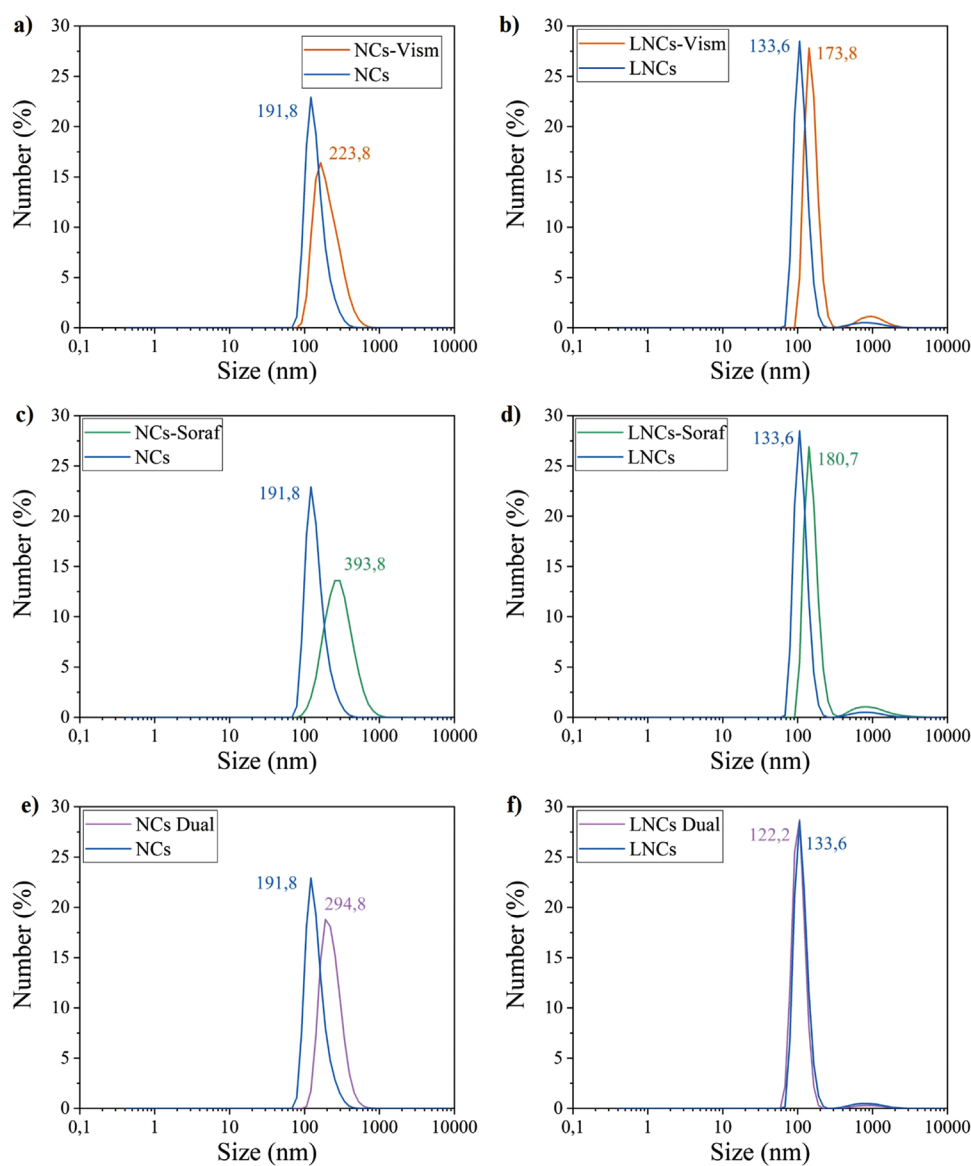 a)
30
25
20
15
10
5
0
Number (%)
NCs-Vism
NCs
191,8
223,8
0,1 1 10 100 1000 10000
Size (nm)
b)
30
25
20
15
10
5
0
Number (%)
LNCs-Vism
LNCs
133,6
173,8
0,1 1 10 100 1000 10000
Size (nm)
c)
30
25
20
15
10
5
0
Number (%)
NCs-Soraf
NCs
191,8
393,8
0,1 1 10 100 1000 10000
Size (nm)
d)
30
25
20
15
10
5
0
Number (%)
LNCs-Soraf
LNCs
133,6
180,7
0,1 1 10 100 1000 10000
Size (nm)
e)
30
25
20
15
10
5
0
Number (%)
NCs Dual
NCs
191,8
294,8
0,1 1 10 100 1000 10000
Size (nm)
f)
30
25
20
15
10
5
0
Number (%)
LNCs Dual
LNCs
122,2
133,6
0,1 1 10 100 1000 10000
Size (nm)